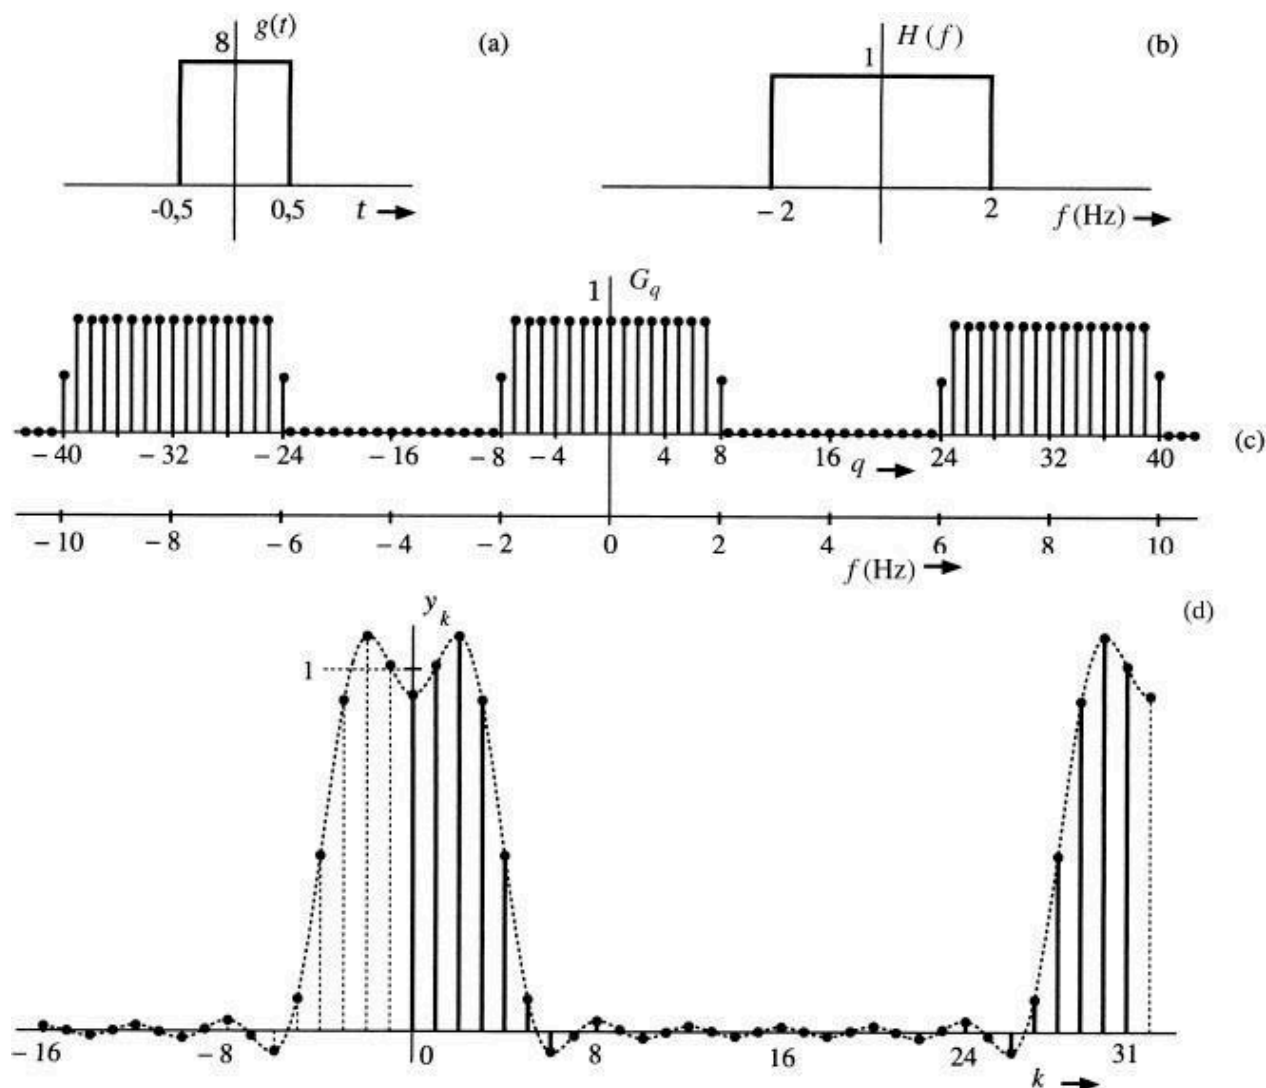 g(t)
8
(a)
-0,5
0,5
t
H(f)
1
(b)
– 2
2
f(Hz)
1
G_q
– 40
– 32
– 24
– 16
– 8
– 4
4
8
16
q
24
32
40
(c)
– 10
– 8
– 6
– 4
– 2
0
2
4
6
8
10
f(Hz)
y_k
(d)
1
– 16
– 8
0
8
16
24
31
k